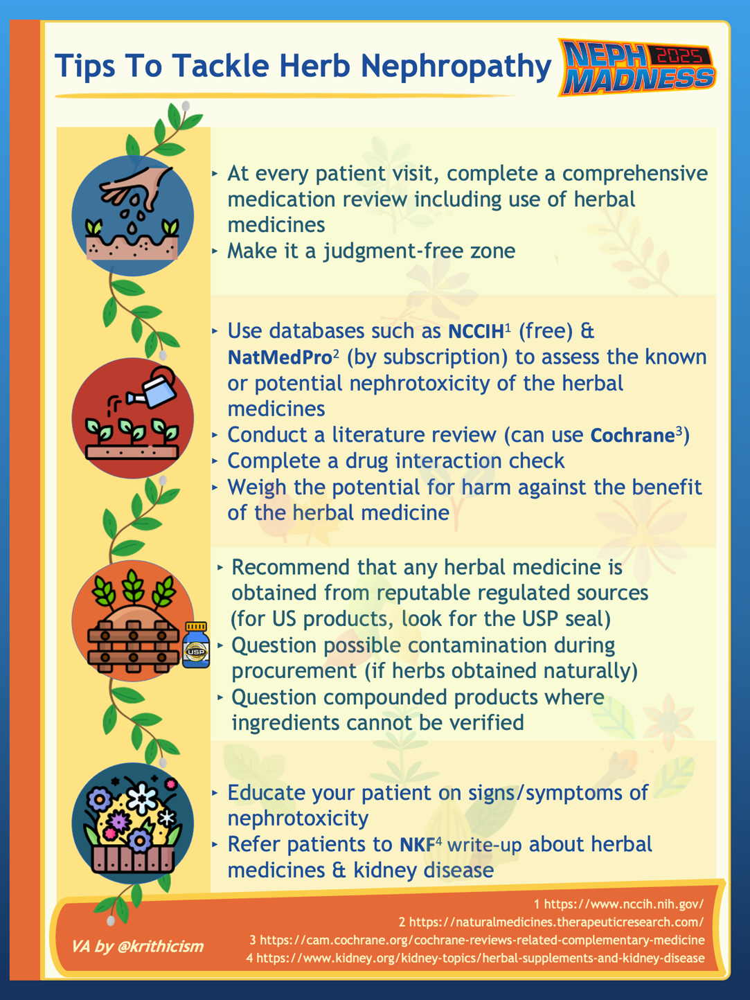 Tips To Tackle Herb Nephropathy
NEPH 2025
MADNESS
‣ At every patient visit, complete a comprehensive
medication review including use of herbal
medicines
‣ Make it a judgment-free zone
‣ Use databases such as NCCIH¹ (free) &
NatMedPro² (by subscription) to assess the known
or potential nephrotoxicity of the herbal
medicines
‣ Conduct a literature review (can use Cochrane³)
‣ Complete a drug interaction check
‣ Weigh the potential for harm against the benefit
of the herbal medicine
‣ Recommend that any herbal medicine is
obtained from reputable regulated sources
(for US products, look for the USP seal)
USP
‣ Question possible contamination during
procurement (if herbs obtained naturally)
‣ Question compounded products where
ingredients cannot be verified
‣ Educate your patient on signs/symptoms of
nephrotoxicity
‣ Refer patients to NKF⁴ write-up about herbal
medicines & kidney disease
1 https://www.nccih.nih.gov/
2 https://naturalmedicines.therapeuticresearch.com/
3 https://cam.cochrane.org/cochrane-reviews-related-complementary-medicine
4 https://www.kidney.org/kidney-topics/herbal-supplements-and-kidney-disease
VA by @krithicism